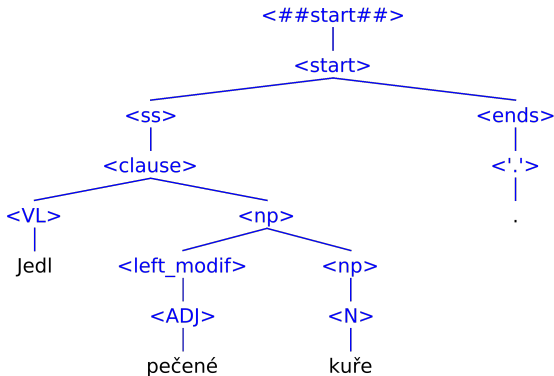 <##start##>
<start>
<ss> <ends>
<clause> <'.'>
<VL> <np> .
Jedl <left_modif> <np>
<ADJ> <N>
pečené kuře